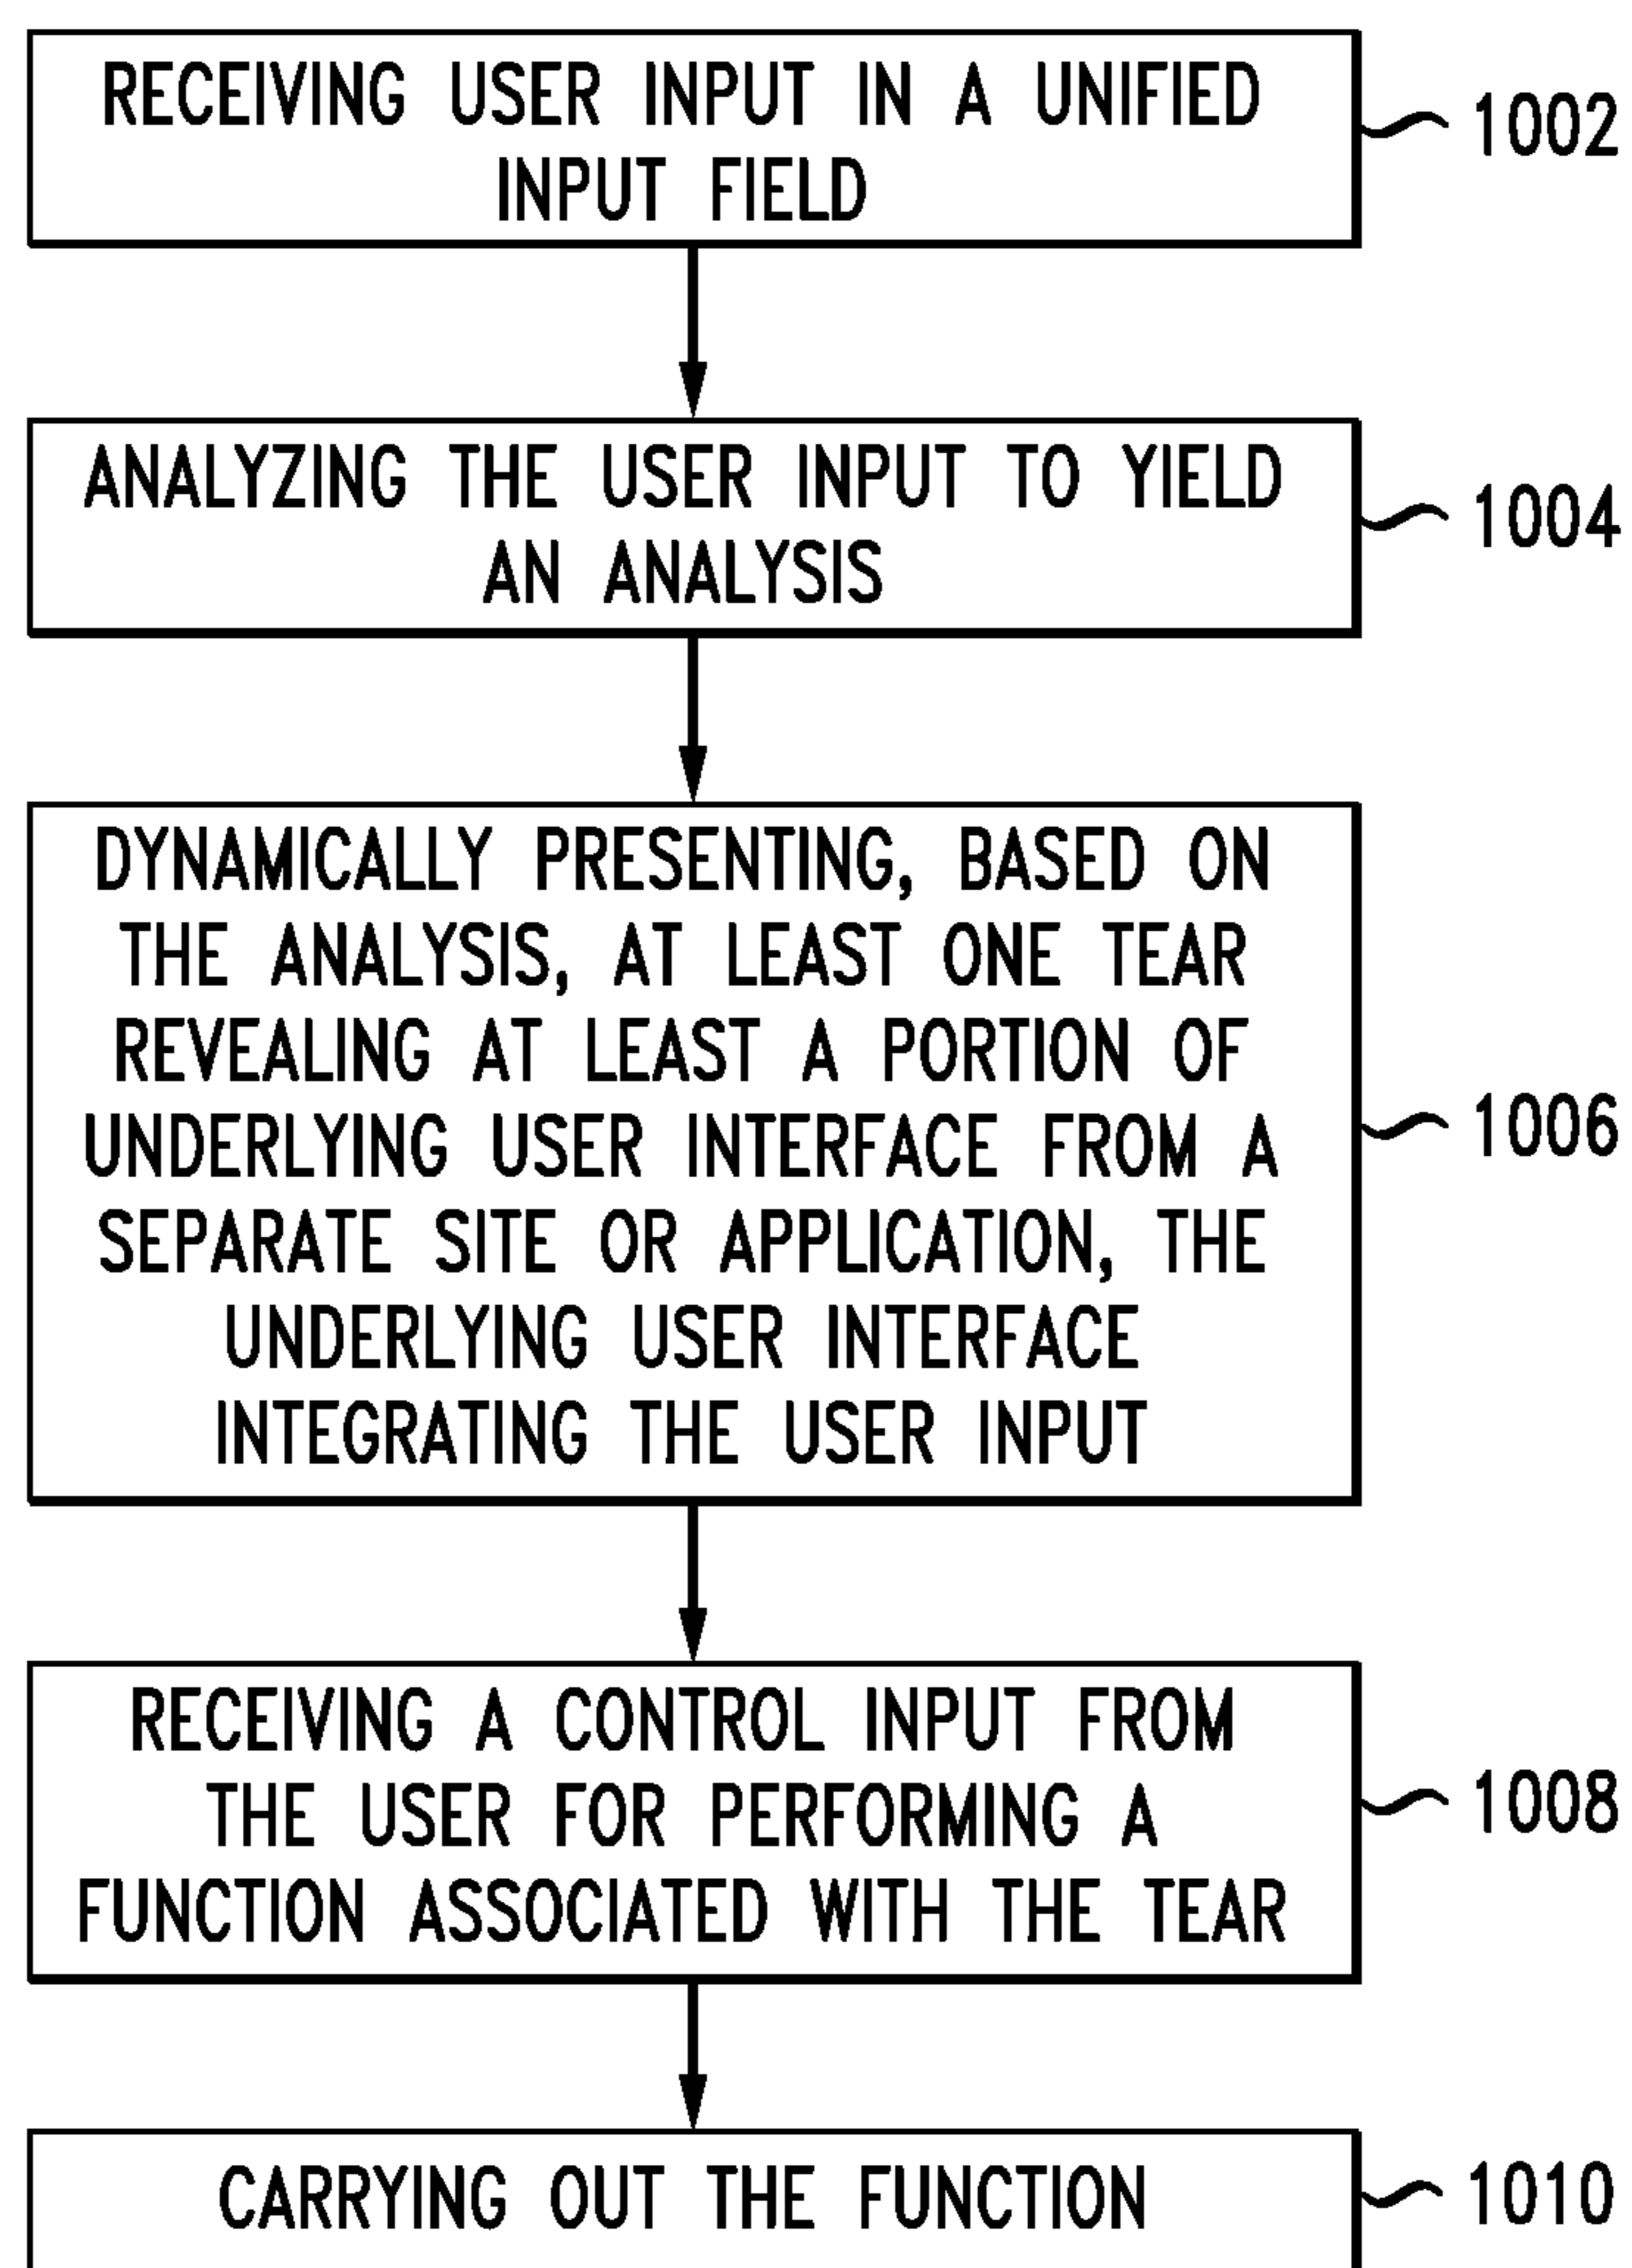 RECEIVING USER INPUT IN A UNIFIED
INPUT FIELD
1002
ANALYZING THE USER INPUT TO YIELD
AN ANALYSIS
1004
DYNAMICALLY PRESENTING, BASED ON
THE ANALYSIS, AT LEAST ONE TEAR
REVEALING AT LEAST A PORTION OF
UNDERLYING USER INTERFACE FROM A
SEPARATE SITE OR APPLICATION, THE
UNDERLYING USER INTERFACE
INTEGRATING THE USER INPUT
1006
RECEIVING A CONTROL INPUT FROM
THE USER FOR PERFORMING A
FUNCTION ASSOCIATED WITH THE TEAR
1008
CARRYING OUT THE FUNCTION
1010